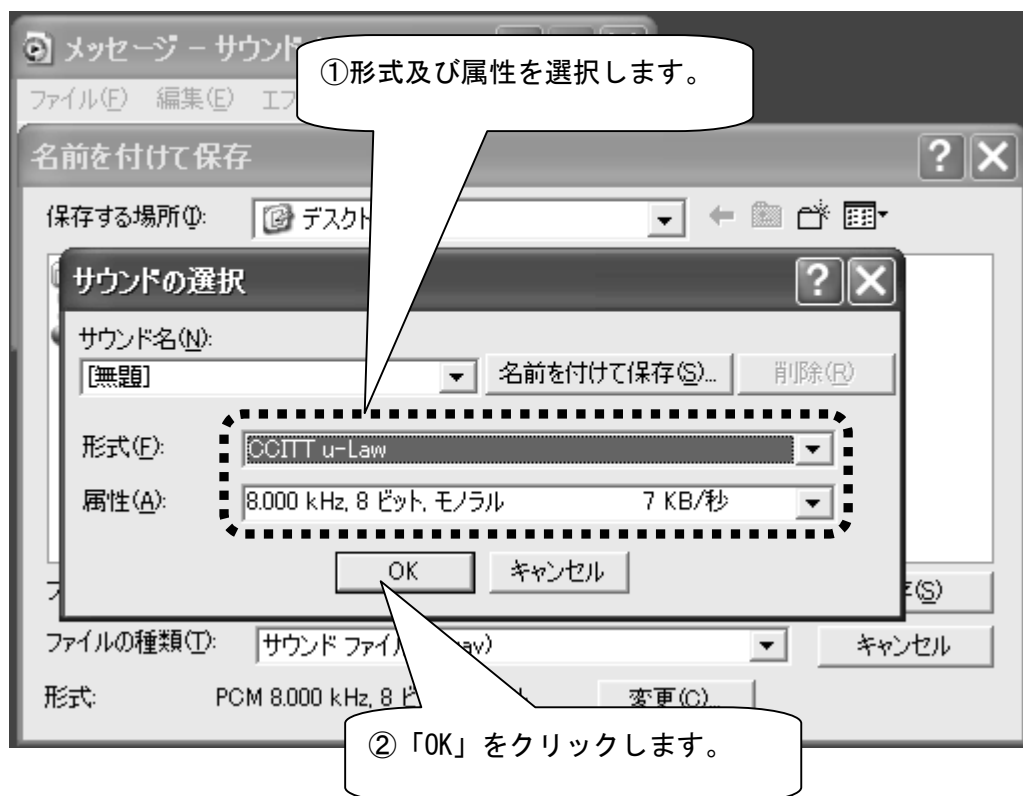 メッセージ - サウンド
①形式及び属性を選択します。
ファイル(F) 編集(E) エフ
名前を付けて保存
保存する場所(I): デスクト
サウンドの選択
サウンド名(N):
[無題] 名前を付けて保存(S)... 削除(R)
形式(F): CCITT u-Law
属性(A): 8.000 kHz, 8 ビット, モノラル 7 KB/秒
OK キャンセル
(S)
ファイルの種類(T): サウンド ファイ av)
キャンセル
形式: PCM 8.000 kHz, 8 ビ 変更(C)...
②「OK」をクリックします。